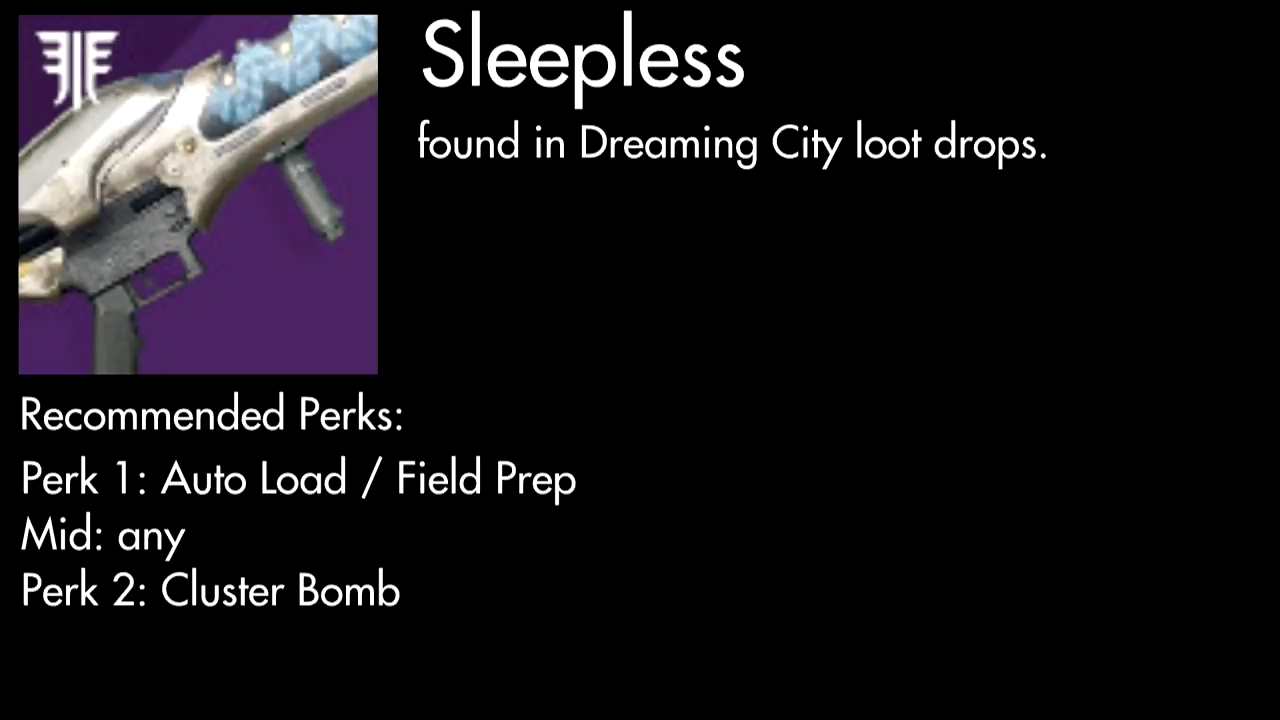 Sleepless
found in Dreaming City loot drops.
Recommended Perks:
Perk 1: Auto Load / Field Prep
Mid: any
Perk 2: Cluster Bomb